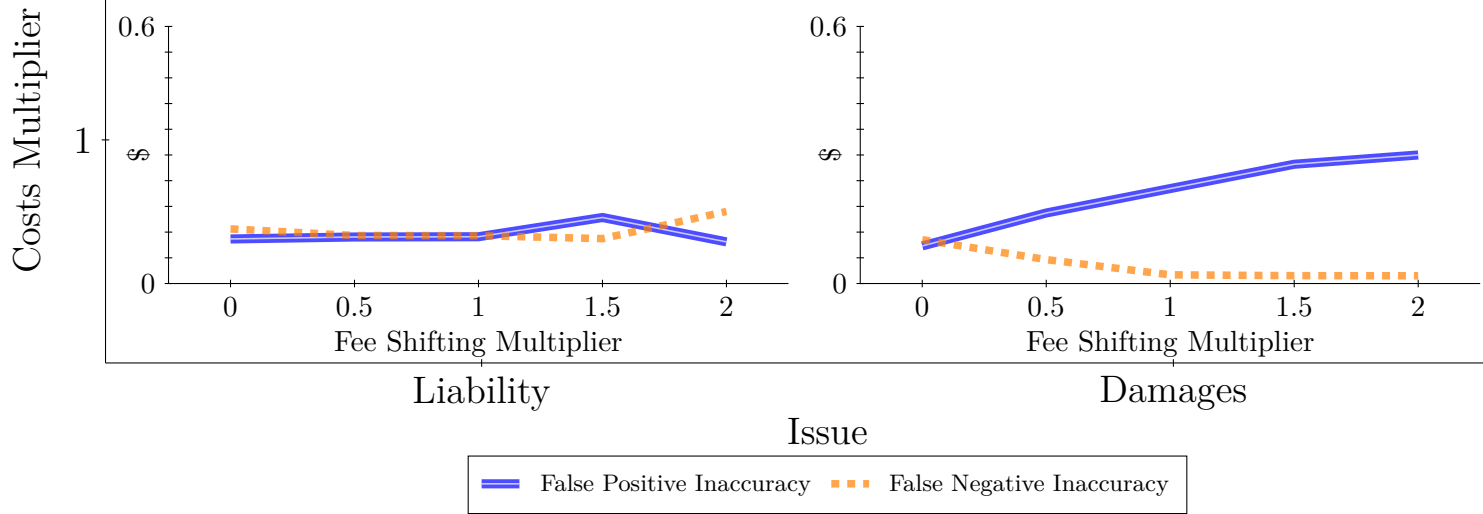 Costs Multiplier
1
0.6
$
0
0 0.5 1 1.5 2
Fee Shifting Multiplier
Liability
0.6
$
0
0 0.5 1 1.5 2
Fee Shifting Multiplier
Damages
Issue
False Positive Inaccuracy False Negative Inaccuracy